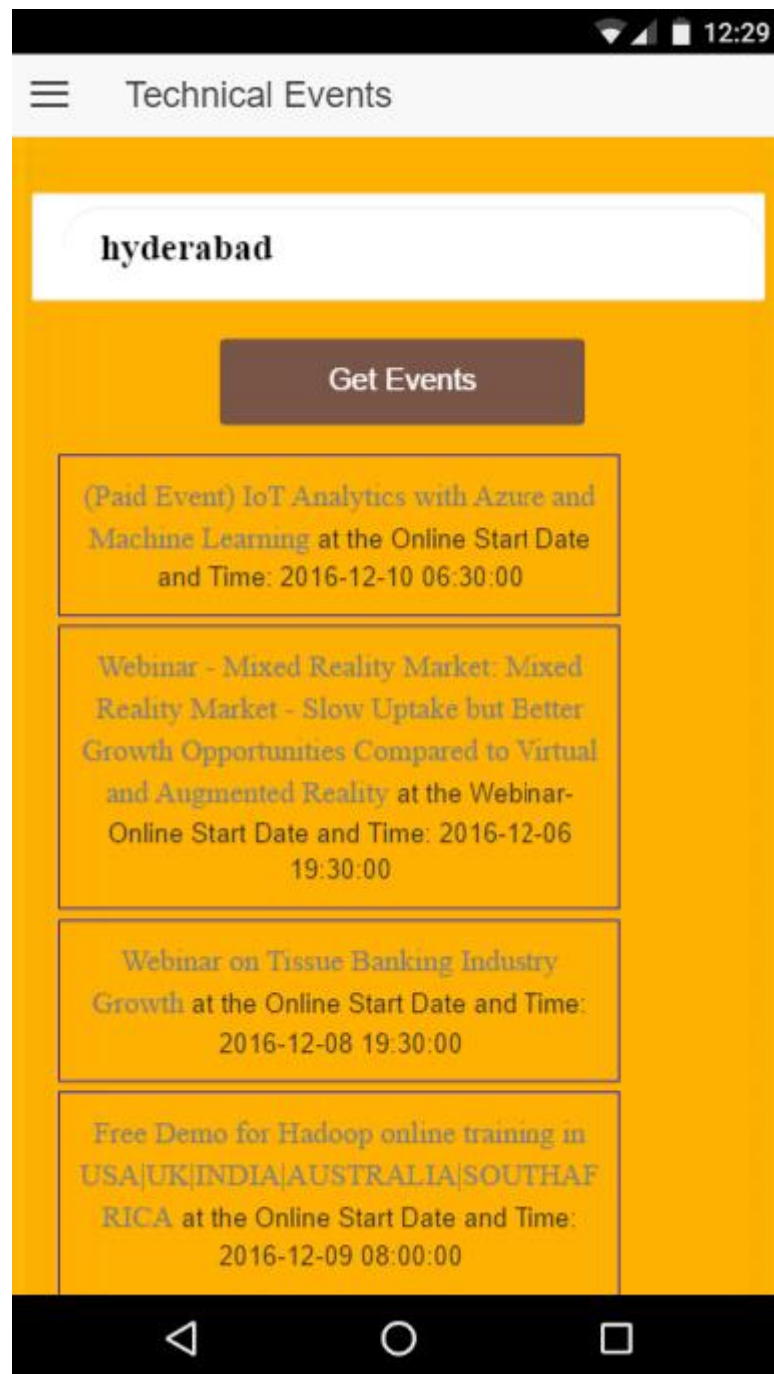 12:29
Technical Events
hyderabad
Get Events
(Paid Event) IoT Analytics with Azure and
Machine Learning at the Online Start Date
and Time: 2016-12-10 06:30:00
Webinar - Mixed Reality Market: Mixed
Reality Market - Slow Uptake but Better
Growth Opportunities Compared to Virtual
and Augmented Reality at the Webinar-
Online Start Date and Time: 2016-12-06
19:30:00
Webinar on Tissue Banking Industry
Growth at the Online Start Date and Time:
2016-12-08 19:30:00
Free Demo for Hadoop online training in
USA|UK|INDIA|AUSTRALIA|SOUTHAF
RICA at the Online Start Date and Time:
2016-12-09 08:00:00